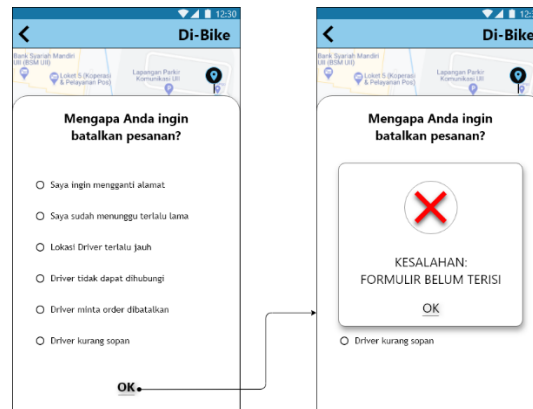 12:30
Di-Bike
Bank Syariah Mandiri
UII (BSM UII)
Loket 5 (Koperasi
& Pelayanan Pos)
Lapangan Parkir
Komunikasi UII
Mengapa Anda ingin
batalkan pesanan?
Saya ingin mengganti alamat
Saya sudah menunggu terlalu lama
Lokasi Driver terlalu jauh
Driver tidak dapat dihubungi
Driver minta order dibatalkan
Driver kurang sopan
OK
Di-Bike
Bank Syariah Mandiri
UII (BSM UII)
Loket 5 (Koperasi
& Pelayanan Pos)
Lapangan Parkir
Komunikasi UII
Mengapa Anda ingin
batalkan pesanan?
KESALAHAN:
FORMULIR BELUM TERISI
OK
Driver kurang sopan